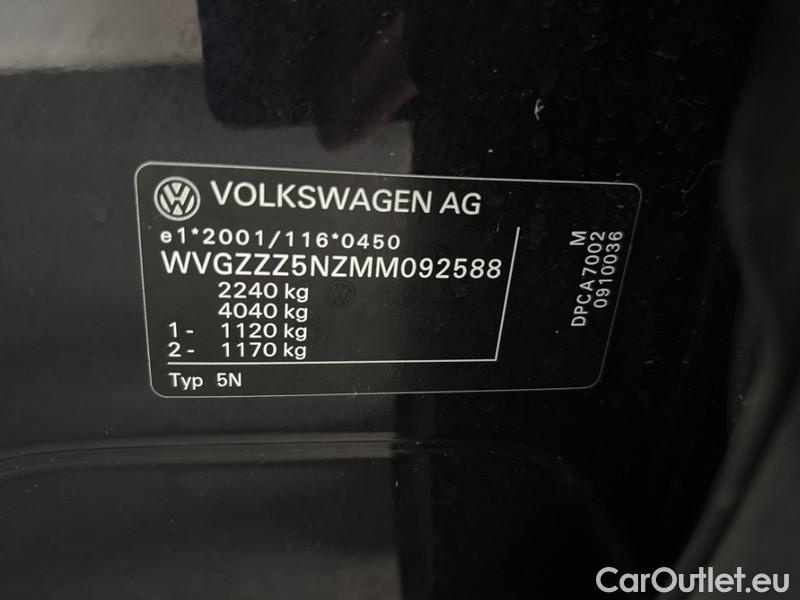 VOLKSWAGEN AG
e1*2001/116*0450
WVGZZZ5NZMM092588
2240 kg
4040 kg
1- 1120 kg
2- 1170 kg
Typ 5N
M
DPCA7002
0910036
CarOutlet.eu